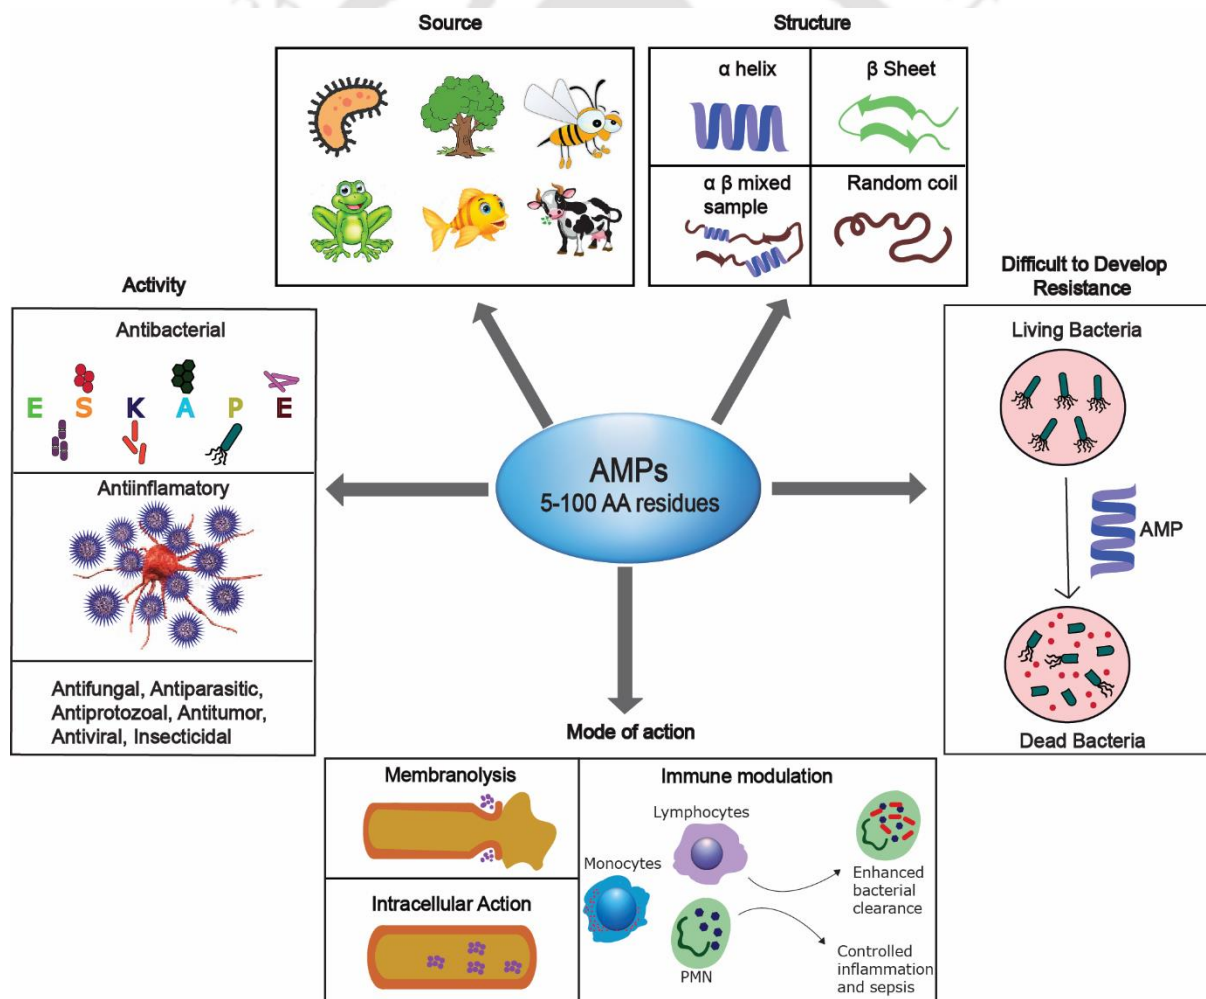 Source
Structure
α helix
β Sheet
α β mixed
sample
Random coil
Activity
Antibacterial
E S K A P E
Antiinflamatory
Antifungal, Antiparasitic,
Antiprotozoal, Antitumor,
Antiviral, Insecticidal
AMPs
5-100 AA residues
Difficult to Develop
Resistance
Living Bacteria
AMP
Dead Bacteria
Mode of action
Membranolysis
Intracellular Action
Immune modulation
Lymphocytes
Monocytes
PMN
Enhanced
bacterial
clearance
Controlled
inflammation
and sepsis